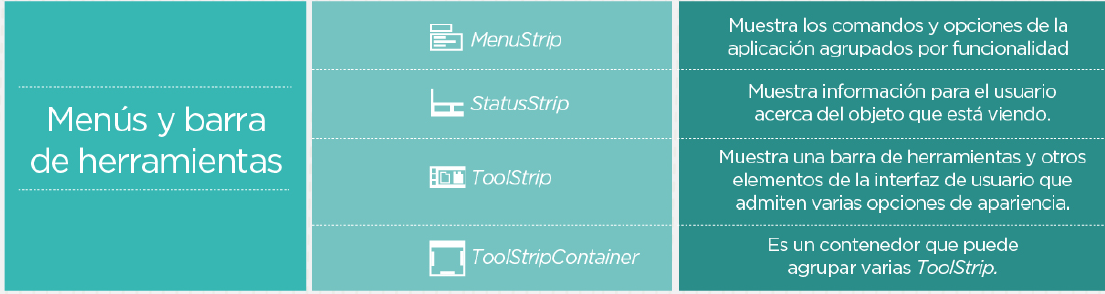 Menús y barra
de herramientas
MenuStrip
Muestra los comandos y opciones de la
aplicación agrupados por funcionalidad
StatusStrip
Muestra información para el usuario
acerca del objeto que está viendo.
ToolStrip
Muestra una barra de herramientas y otros
elementos de la interfaz de usuario que
admiten varias opciones de apariencia.
ToolStripContainer
Es un contenedor que puede
agrupar varias ToolStrip.